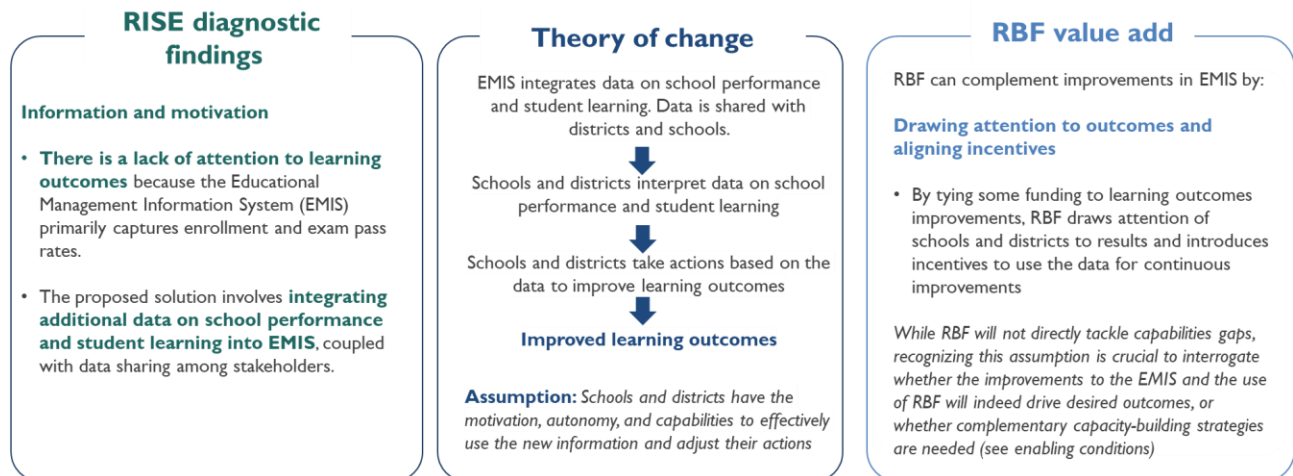 RISE diagnostic
findings
Information and motivation
• There is a lack of attention to learning
outcomes because the Educational
Management Information System (EMIS)
primarily captures enrollment and exam pass
rates.
• The proposed solution involves integrating
additional data on school performance
and student learning into EMIS, coupled
with data sharing among stakeholders.
Theory of change
EMIS integrates data on school performance
and student learning. Data is shared with
districts and schools.
Schools and districts interpret data on school
performance and student learning
Schools and districts take actions based on the
data to improve learning outcomes
Improved learning outcomes
Assumption: Schools and districts have the
motivation, autonomy, and capabilities to effectively
use the new information and adjust their actions
RBF value add
RBF can complement improvements in EMIS by:
Drawing attention to outcomes and
aligning incentives
• By tying some funding to learning outcomes
improvements, RBF draws attention of
schools and districts to results and introduces
incentives to use the data for continuous
improvements
While RBF will not directly tackle capabilities gaps,
recognizing this assumption is crucial to interrogate
whether the improvements to the EMIS and the use
of RBF will indeed drive desired outcomes, or
whether complementary capacity-building strategies
are needed (see enabling conditions)